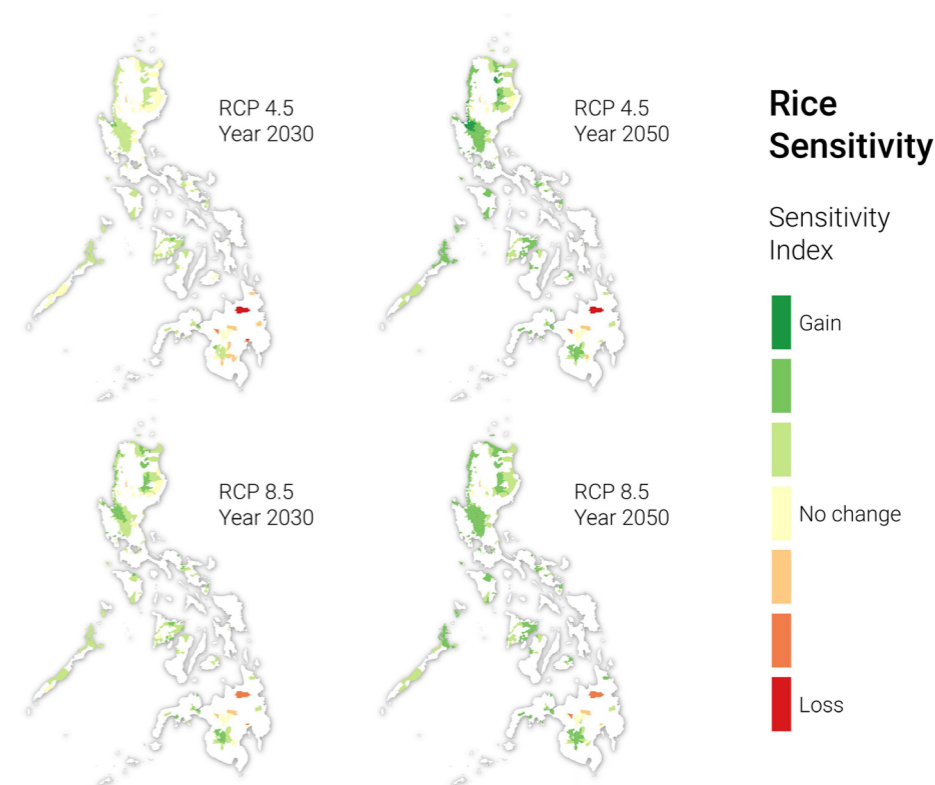 RCP 4.5
Year 2030
RCP 4.5
Year 2050
Rice
Sensitivity
Sensitivity
Index
Gain
No change
Loss
RCP 8.5
Year 2030
RCP 8.5
Year 2050